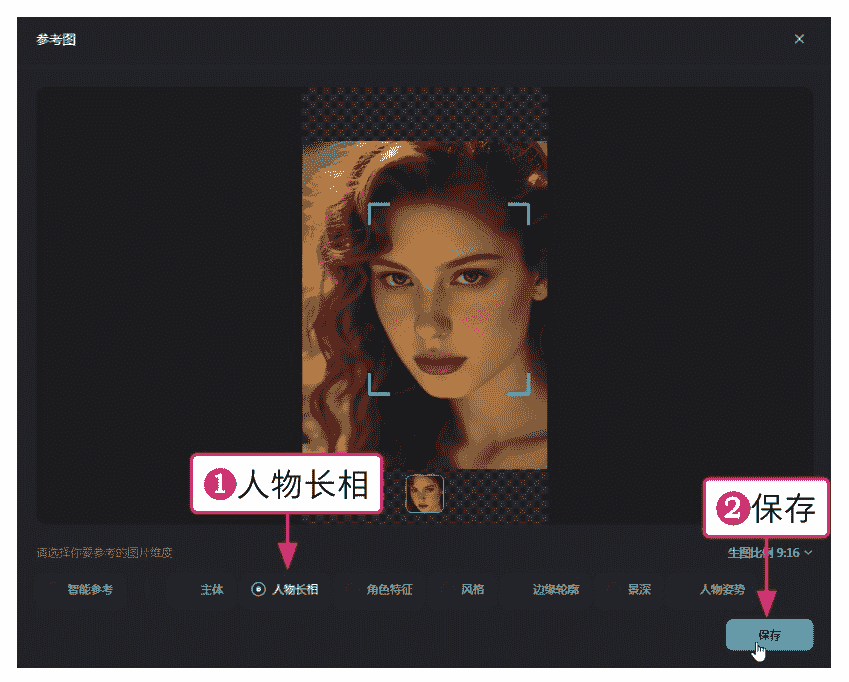 参考图
❶人物长相
❷保存
请选择你要参考的图片维度
生图比例 9:16
智能参考 主体 人物长相 角色特征 风格 边缘轮廓 景深 人物姿势
保存